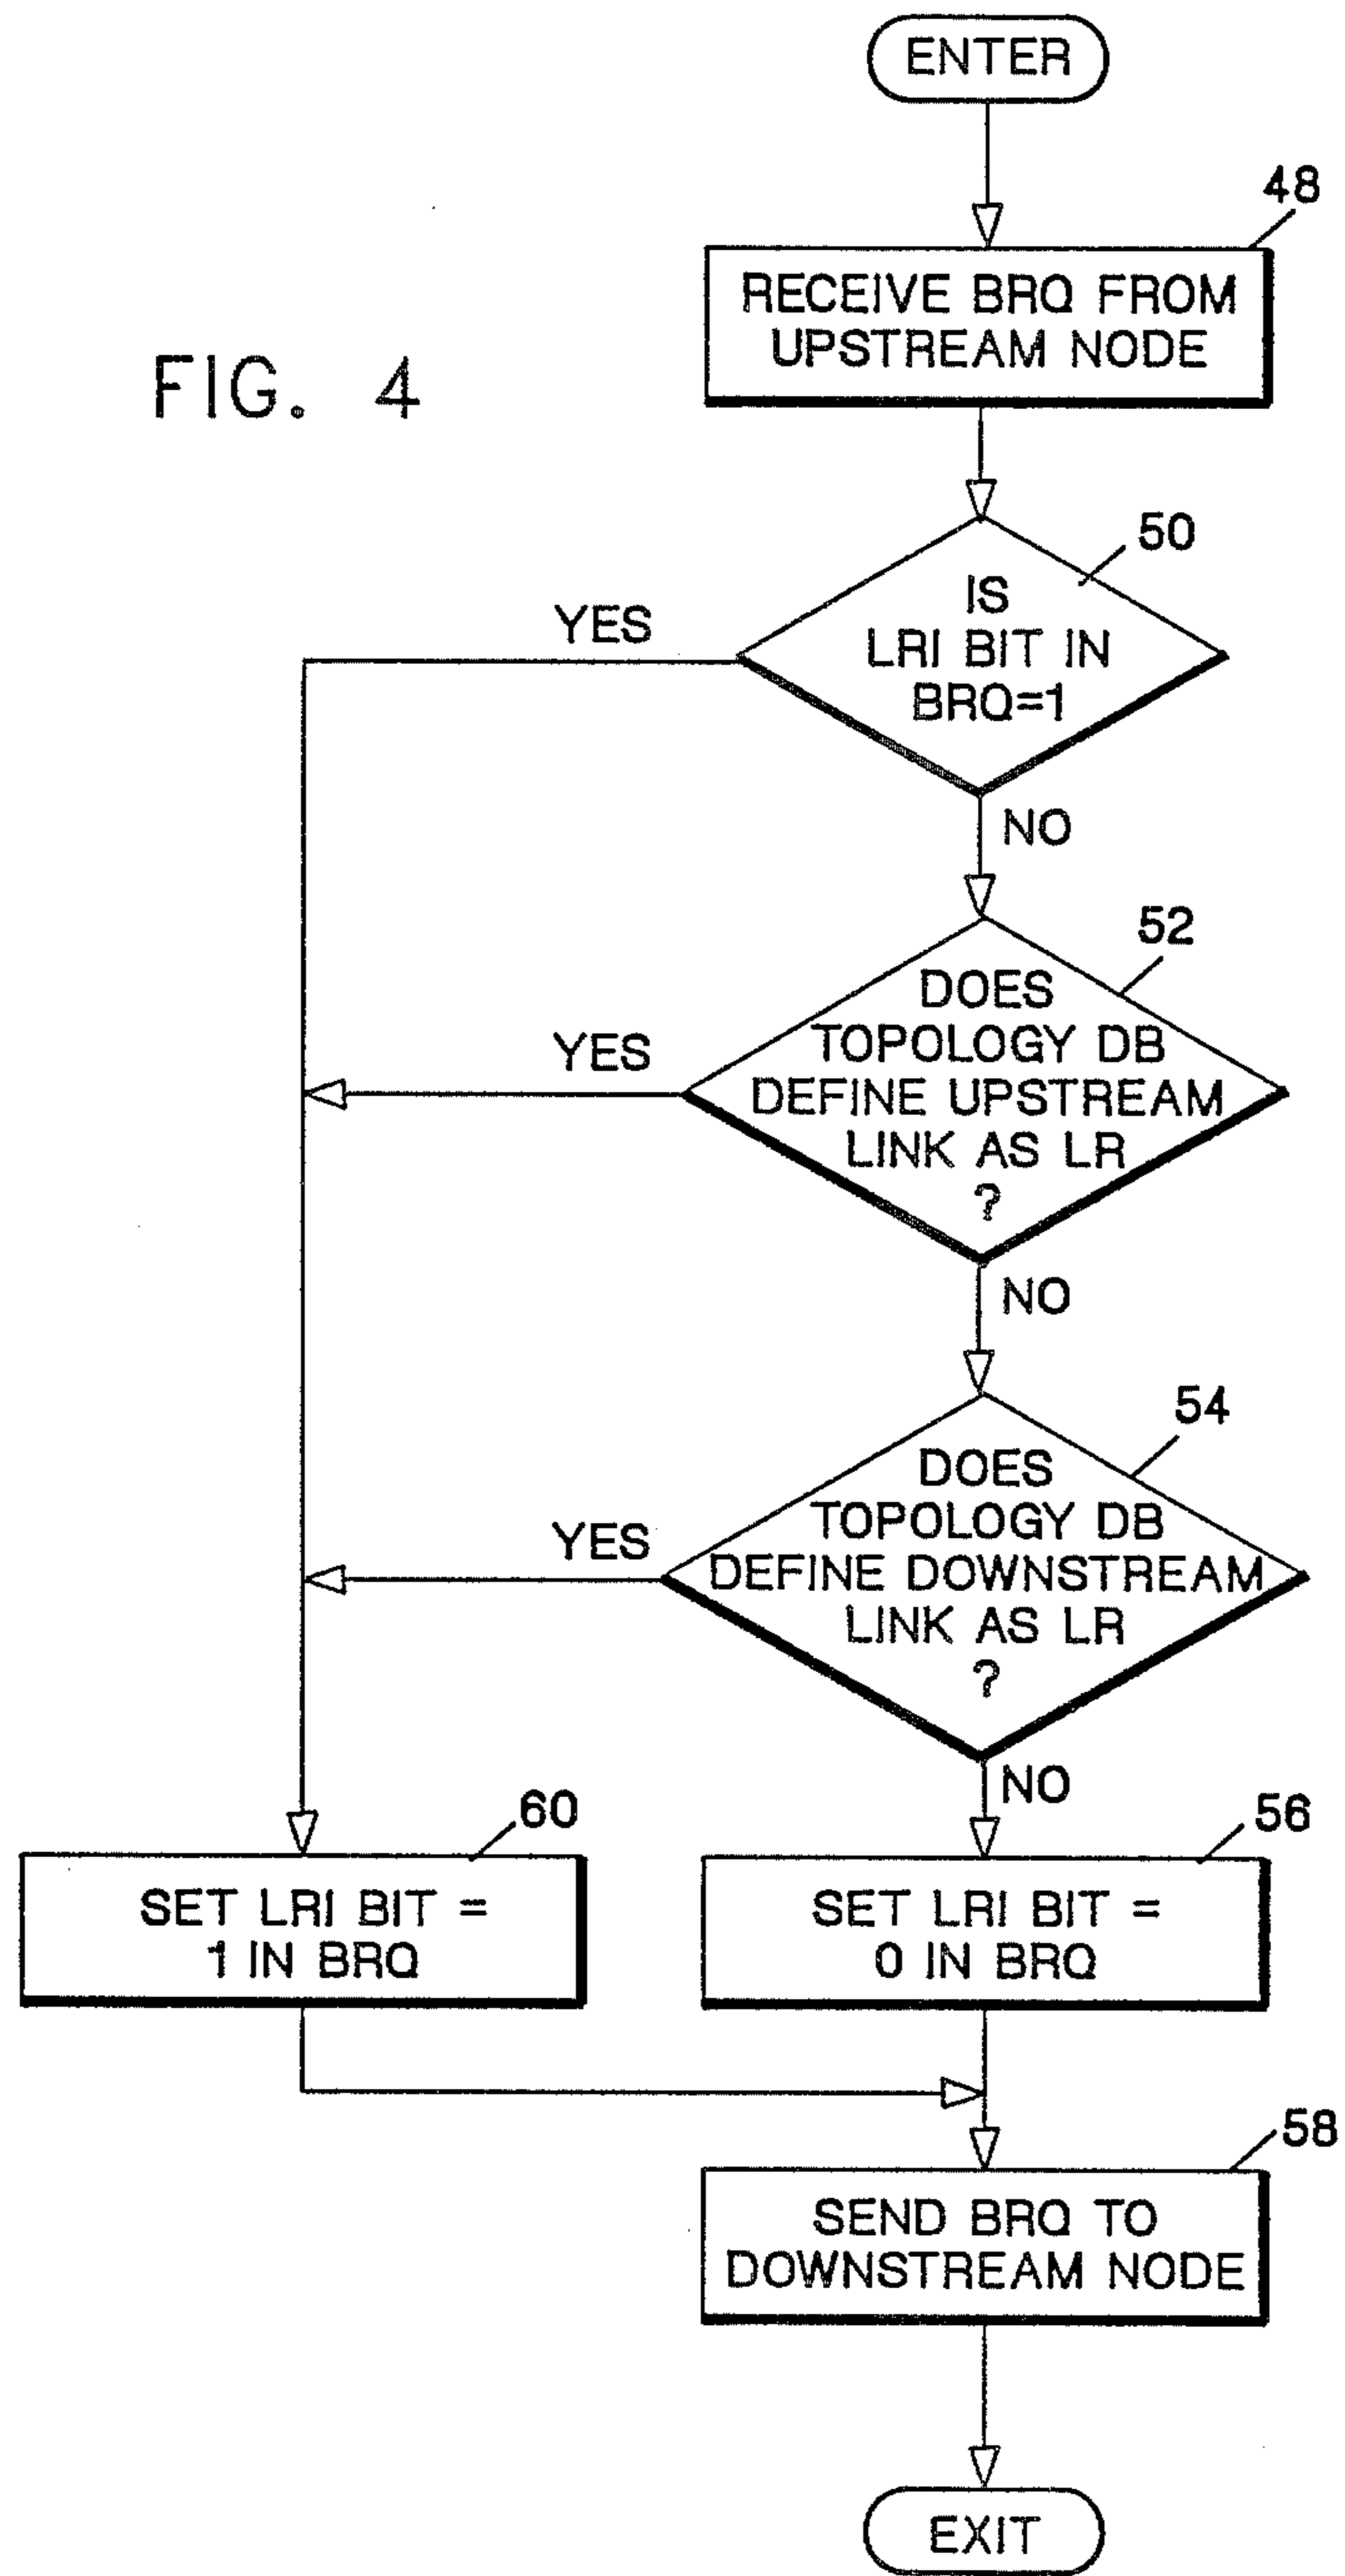 ENTER
48
RECEIVE BRQ FROM
UPSTREAM NODE
FIG. 4
50
IS
LRI BIT IN
BRQ=1
YES
NO
52
DOES
TOPOLOGY DB
DEFINE UPSTREAM
LINK AS LR
?
YES
NO
54
DOES
TOPOLOGY DB
DEFINE DOWNSTREAM
LINK AS LR
?
YES
NO
60
SET LRI BIT =
1 IN BRQ
56
SET LRI BIT =
0 IN BRQ
58
SEND BRQ TO
DOWNSTREAM NODE
EXIT